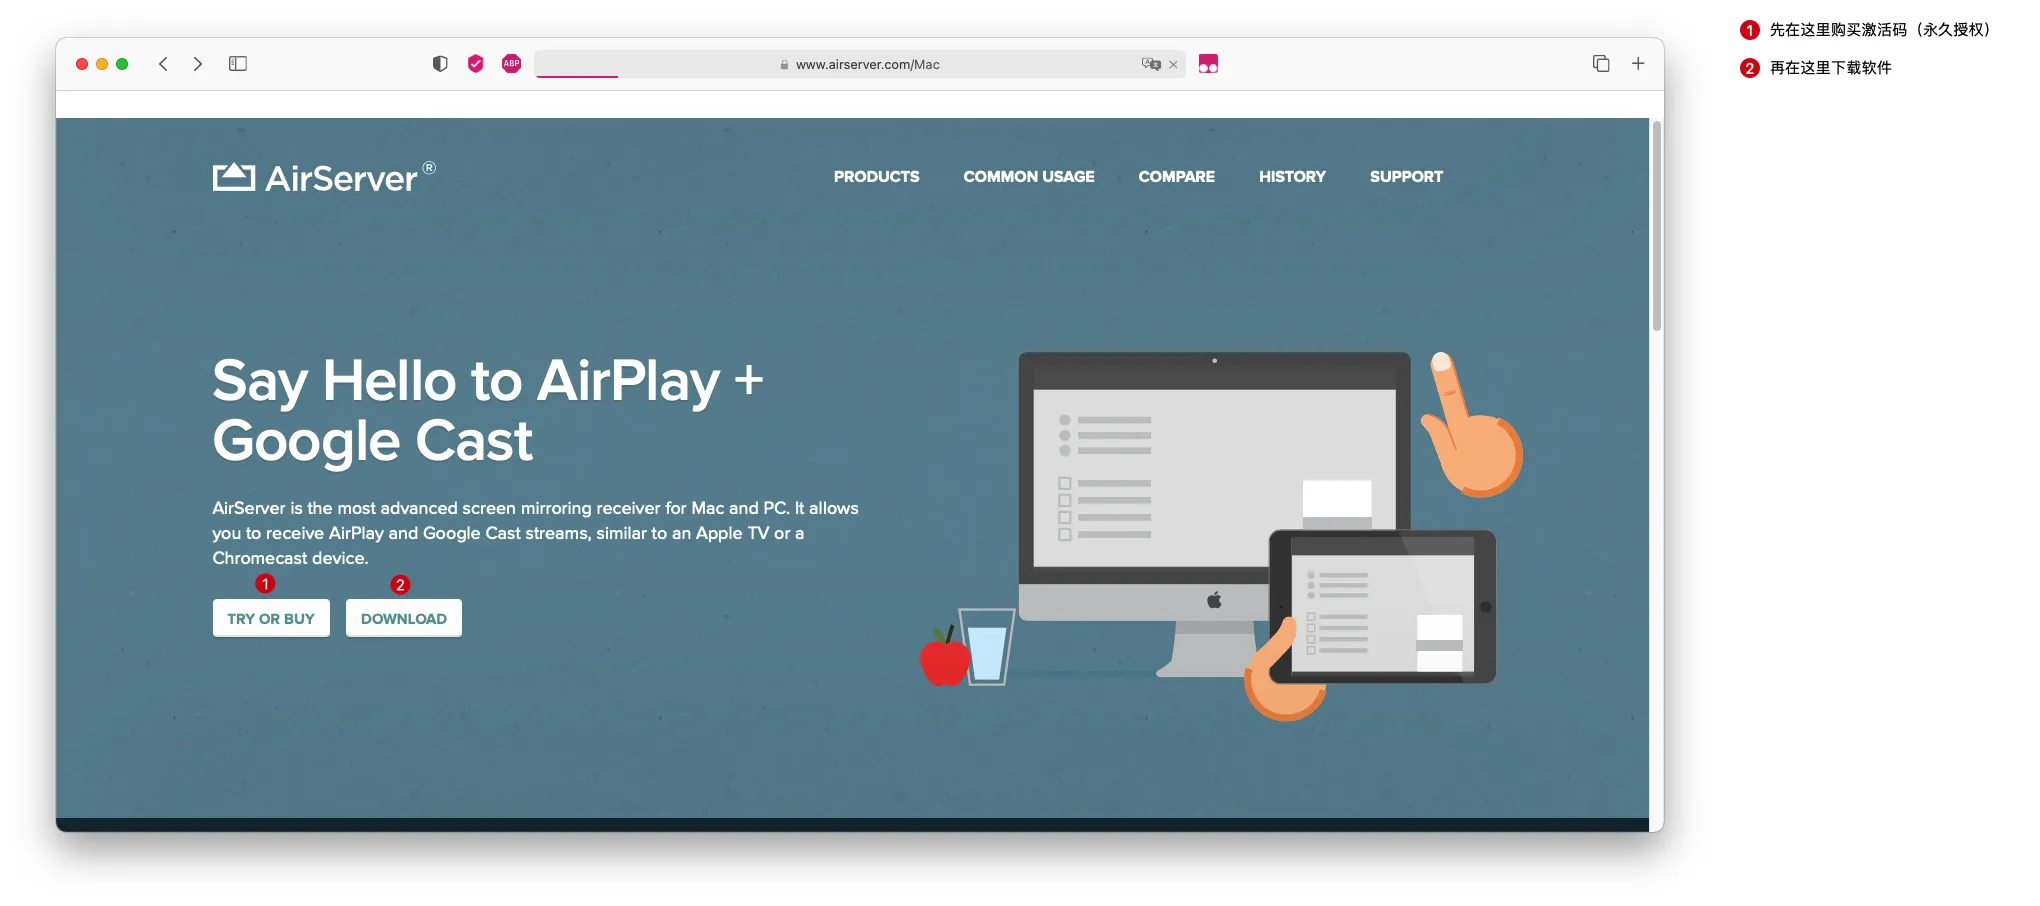 1 先在这里购买激活码（永久授权）
2 再在这里下载软件
ABP www.airserver.com/Mac
AirServer®
PRODUCTS COMMON USAGE COMPARE HISTORY SUPPORT
Say Hello to AirPlay +
Google Cast
AirServer is the most advanced screen mirroring receiver for Mac and PC. It allows
you to receive AirPlay and Google Cast streams, similar to an Apple TV or a
Chromecast device.
1 2
TRY OR BUY DOWNLOAD